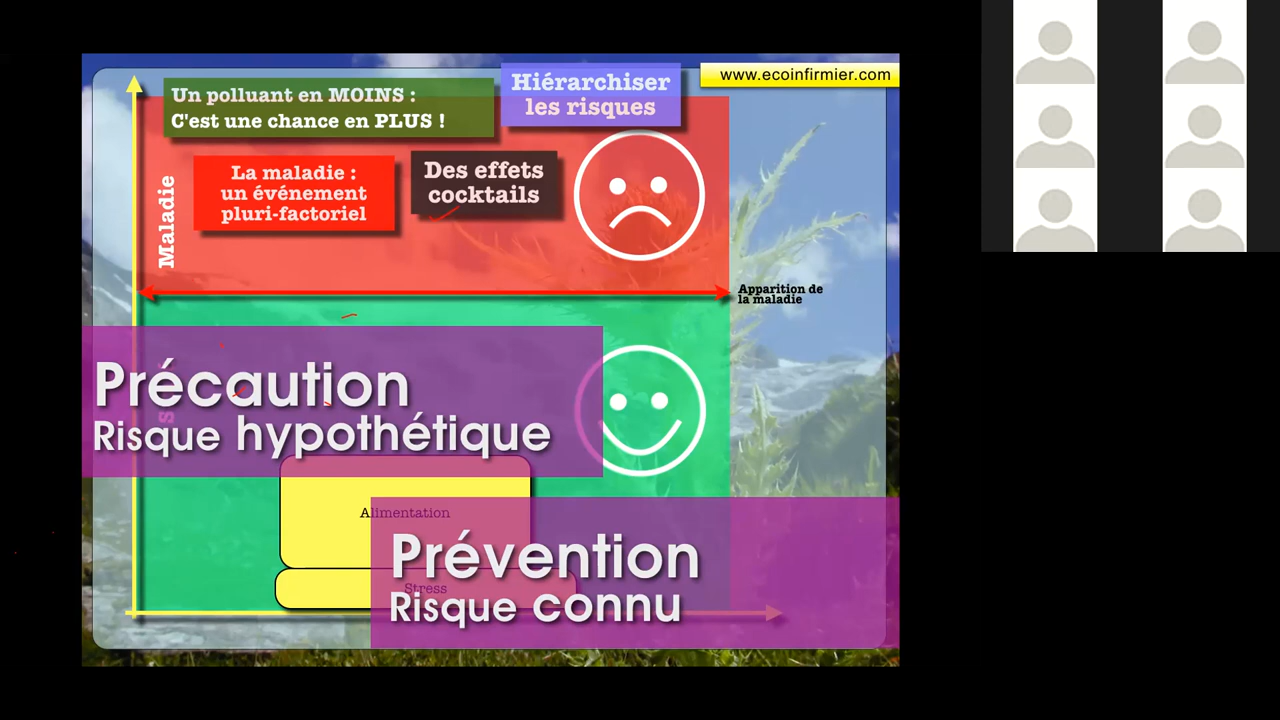 www.ecoinfirmier.com
Un polluant en MOINS :
C'est une chance en PLUS !
Hiérarchiser
les risques
La maladie :
un événement
pluri-factoriel
Des effets
cocktails
Maladie
Apparition de
la maladie
Précaution
Risque hypothétique
Alimentation
Prévention
Stress
Risque connu